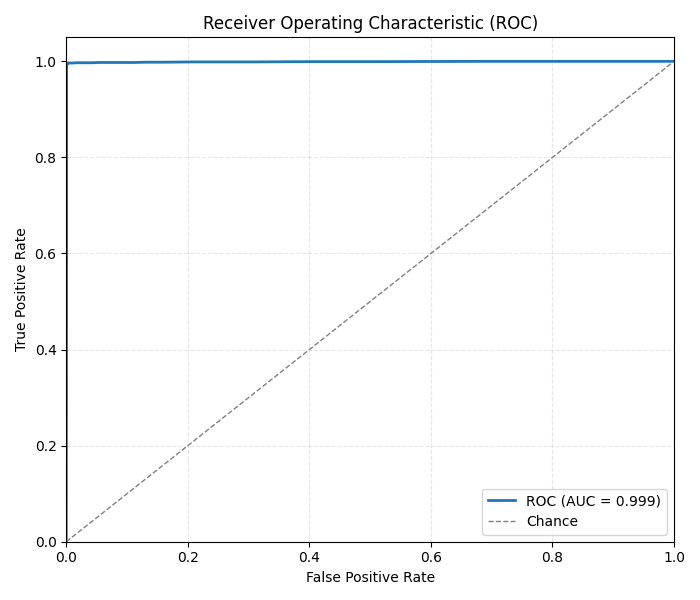 Receiver Operating Characteristic (ROC)
1.0
0.8
0.6
0.4
0.2
0.0
True Positive Rate
ROC (AUC = 0.999)
Chance
0.0 0.2 0.4 0.6 0.8 1.0
False Positive Rate